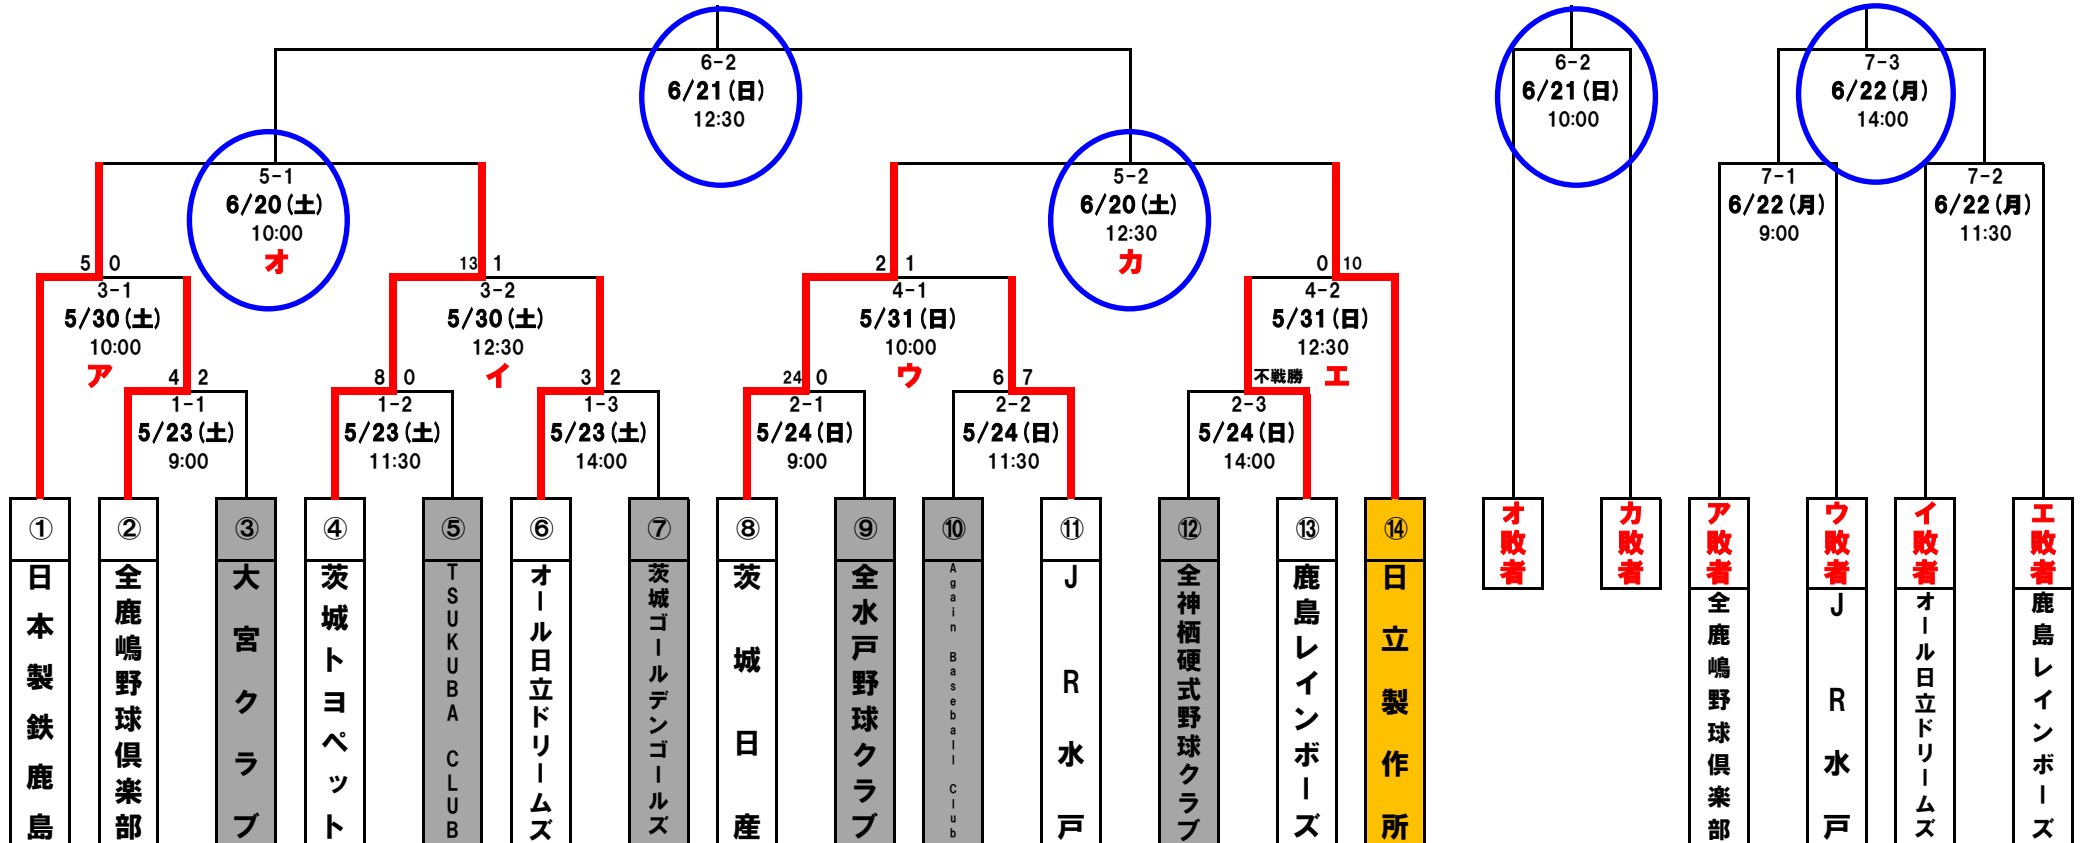 6-2
6/21(日)
12:30
6-2
6/21(日)
10:00
7-3
6/22(月)
14:00
5-1
6/20(土)
10:00
オ
5-2
6/20(土)
12:30
カ
7-1
6/22(月)
9:00
7-2
6/22(月)
11:30
5 0
3-1
5/30(土)
10:00
ア
13 1
3-2
5/30(土)
12:30
イ
2 1
4-1
5/31(日)
10:00
ウ
0 10
4-2
5/31(日)
12:30
エ
4 2
1-1
5/23(土)
9:00
8 0
1-2
5/23(土)
11:30
3 2
1-3
5/23(土)
14:00
24 0
2-1
5/24(日)
9:00
6 7
2-2
5/24(日)
11:30
不戦勝
2-3
5/24(日)
14:00
①
日本製鉄鹿島
②
全鹿嶋野球倶楽部
③
大宮クラブ
④
茨城トヨペット
⑤
TSUKUBA CLUB
⑥
オール日立ドリームズ
⑦
茨城ゴールデンゴールズ
⑧
茨城日産
⑨
全水戸野球クラブ
⑩
Again Baseball Club
⑪
JR水戸
⑫
全神栖硬式野球クラブ
⑬
鹿島レインボーズ
⑭
日立製作所
オ敗者
カ敗者
ア敗者
全鹿嶋野球倶楽部
ウ敗者
JR水戸
イ敗者
オール日立ドリームズ
エ敗者
鹿島レインボーズ